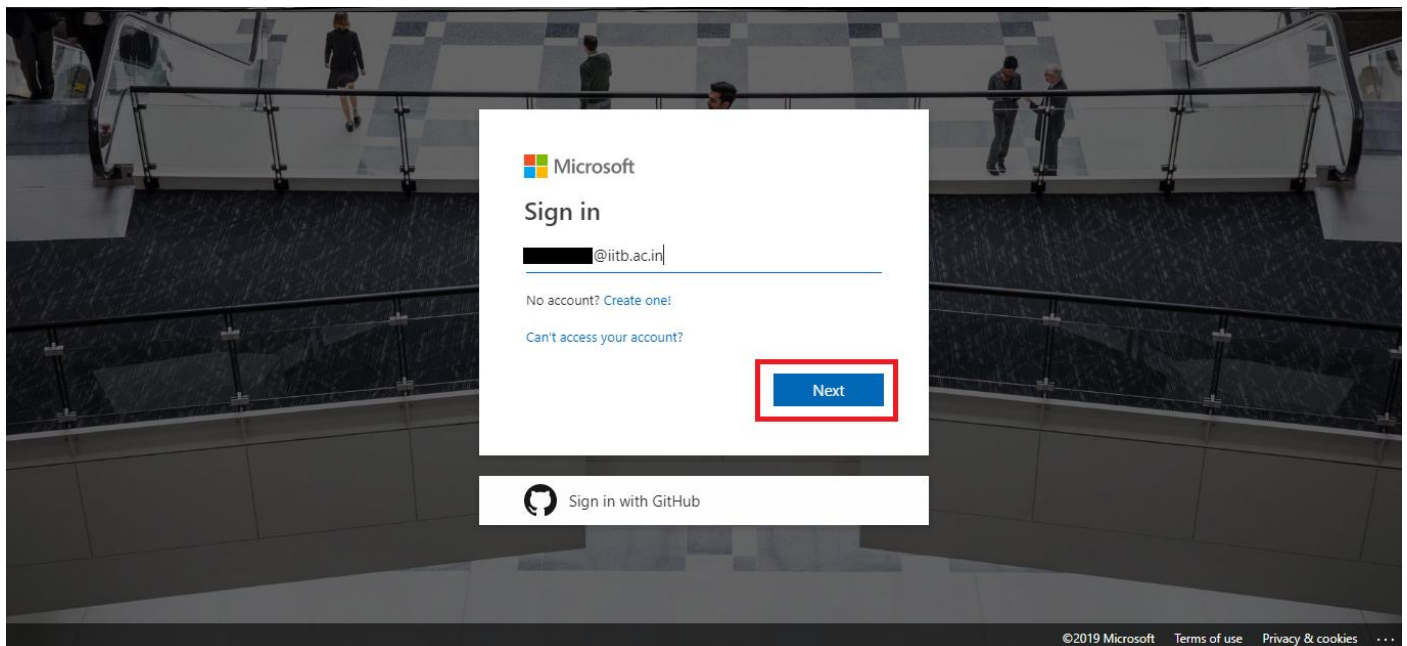 Microsoft
Sign in
@iitb.ac.in
No account? Create one!
Can't access your account?
Next
Sign in with GitHub
©2019 Microsoft Terms of use Privacy & cookies ...